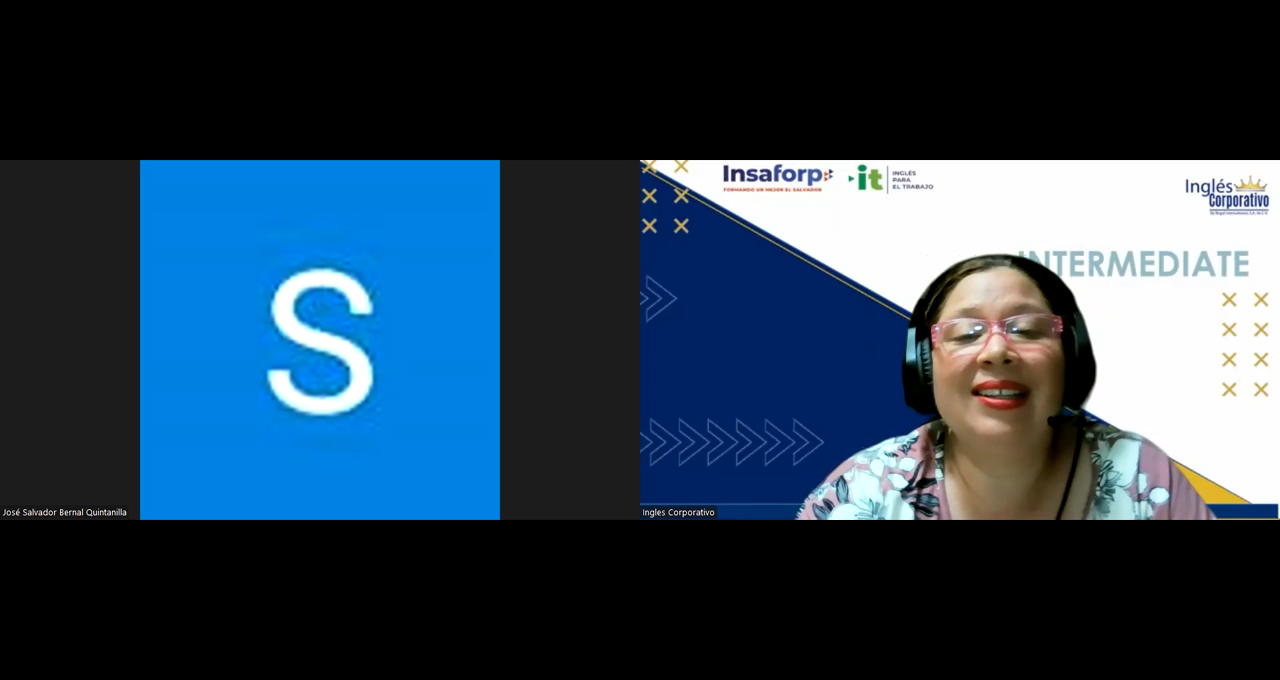 S
José Salvador Bernal Quintanilla
Insaforp
FORMANDO UN MEJOR EL SALVADOR
it
INGLÉS
PARA
EL TRABAJO
Inglés
Corporativo
INTERMEDIATE
Ingles Corporativo